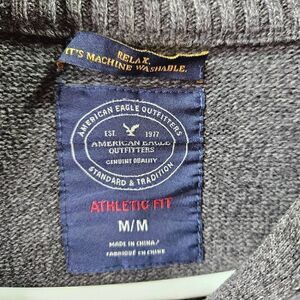 RELAX,
IT'S MACHINE WASHABLE.
AMERICAN EAGLE OUTFITTERS
EST. 1977
AMERICAN EAGLE
OUTFITTERS
GENUINE QUALITY
STANDARD & TRADITION
ATHLETIC FIT
M/M
MADE IN CHINA/
FABRIQUÉ EN CHINE